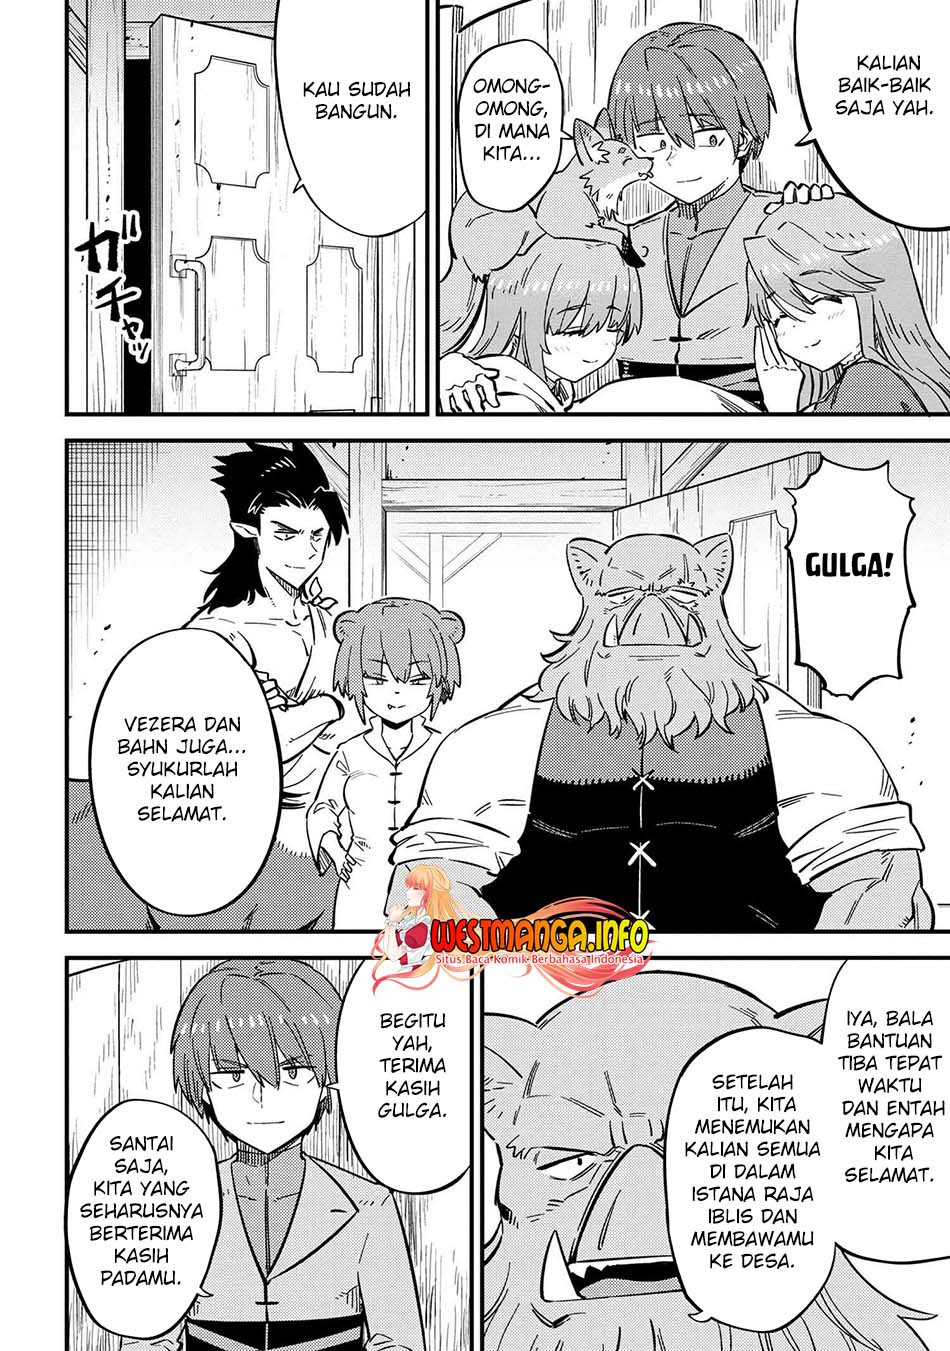 KALIAN
BAIK-BAIK
SAJA YAH.
OMONG-
OMONG,
DI MANA
KITA...
KAU SUDAH
BANGUN.
ガチャッ
GULGA!
VEZERA DAN
BAHN JUGA...
SYUKURLAH
KALIAN
SELAMAT.
WESTMANGA.INFO
Situs Baca Komik Berbahasa Indonesia
IYA, BALA
BANTUAN
TIBA TEPAT
WAKTU
DAN ENTAH
MENGAPA
KITA
SELAMAT.
SETELAH
ITU, KITA
MENEMUKAN
KALIAN SEMUA
DI DALAM
ISTANA RAJA
IBLIS DAN
MEMBAWAMU
KE DESA.
BEGITU
YAH,
TERIMA
KASIH
GULGA.
SANTAI
SAJA,
KITA YANG
SEHARUSNYA
BERTERIMA
KASIH
PADAMU.